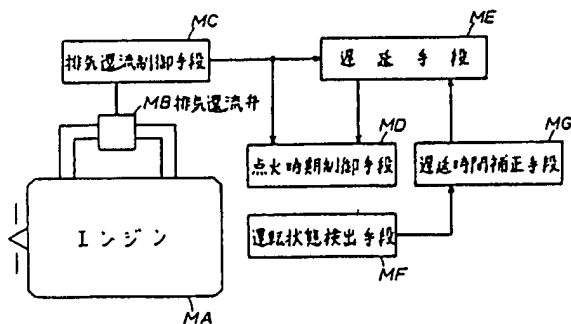 MC
ME
排気還流制御手段
遅延手段
MB排気還流弁
MD
MG
点火時期制御手段
遅延時間補正手段
エンジン
運転状態検出手段
MF
MA